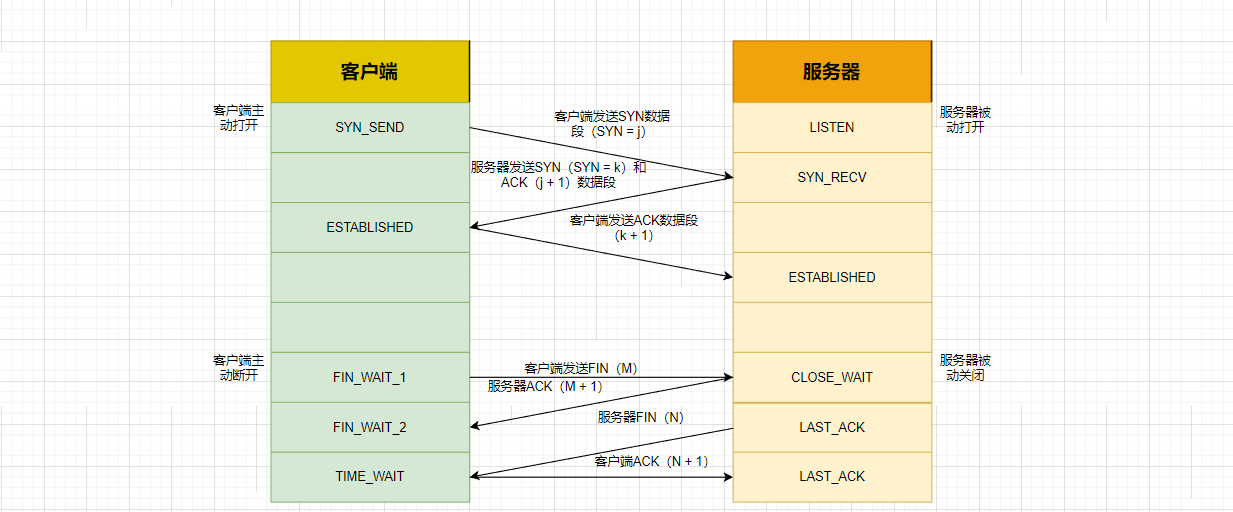 客户端
服务器
客户端主
动打开
SYN_SEND
客户端发送SYN数据
段（SYN = j）
LISTEN
服务器被
动打开
服务器发送SYN（SYN = k）和
ACK（j + 1）数据段
SYN_RECV
ESTABLISHED
客户端发送ACK数据段
（k + 1）
ESTABLISHED
客户端主
动断开
FIN_WAIT_1
客户端发送FIN（M）
服务器ACK（M + 1）
CLOSE_WAIT
服务器被
动关闭
FIN_WAIT_2
服务器FIN（N）
LAST_ACK
TIME_WAIT
客户端ACK（N + 1）
LAST_ACK